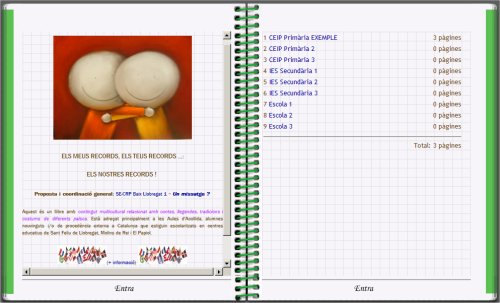 ELS MEUS RECORDS, ELS TEUS RECORDS ...:
ELS NOSTRES RECORDS !
Proposta i coordinació general: SE-CRP Baix Llobregat 1 - Un missatge ?
Aquest és un llibre amb contingut multicultural relacionat amb contes, llegendes, tradicions i
costums de diferents països. Està adreçat principalment a les Aules d'Acollida, alumnes
nouvinguts i/o de procedència externa a Catalunya que estiguin escolaritzats en centres
educatius de Sant Feliu de Llobregat, Molins de Rei i El Papiol.
(+ informació)
Entra
1 CEIP Primària EXEMPLE 3 pàgines
2 CEIP Primària 2 0 pàgines
3 CEIP Primària 3 0 pàgines
4 IES Secundària 1 0 pàgines
5 IES Secundària 2 0 pàgines
6 IES Secundària 3 0 pàgines
7 Escola 1 0 pàgines
8 Escola 2 0 pàgines
9 Escola 3 0 pàgines
Total: 3 pàgines
Entra